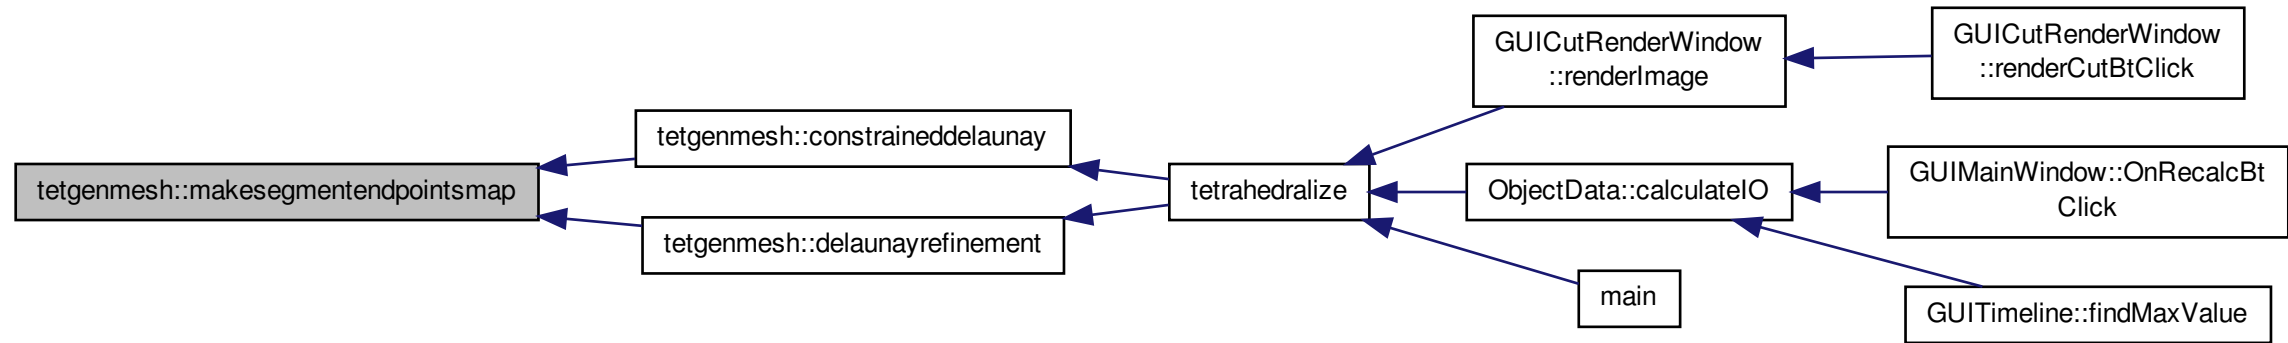 tetgenmesh::makesegmentendpointsmap
tetgenmesh::constraineddelaunay
tetgenmesh::delaunayrefinement
tetrahedralize
GUICutRenderWindow
::renderImage
ObjectData::calculateIO
main
GUICutRenderWindow
::renderCutBtClick
GUIMainWindow::OnRecalcBt
Click
GUITimeline::findMaxValue